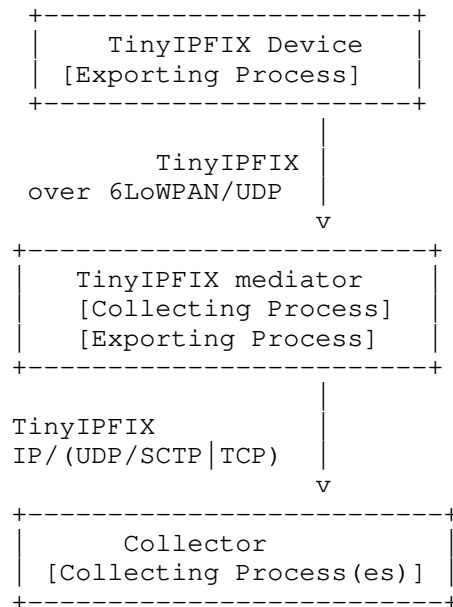 +------------------------+
| TinyIPFIX Device |
| [Exporting Process] |
+------------------------+
|
TinyIPFIX |
over 6LoWPAN/UDP |
v
+-------------------------+
| TinyIPFIX mediator |
| [Collecting Process] |
| [Exporting Process] |
+-------------------------+
|
TinyIPFIX |
IP/(UDP/SCTP|TCP) |
v
+--------------------------+
| Collector |
| [Collecting Process(es)] |
+--------------------------+